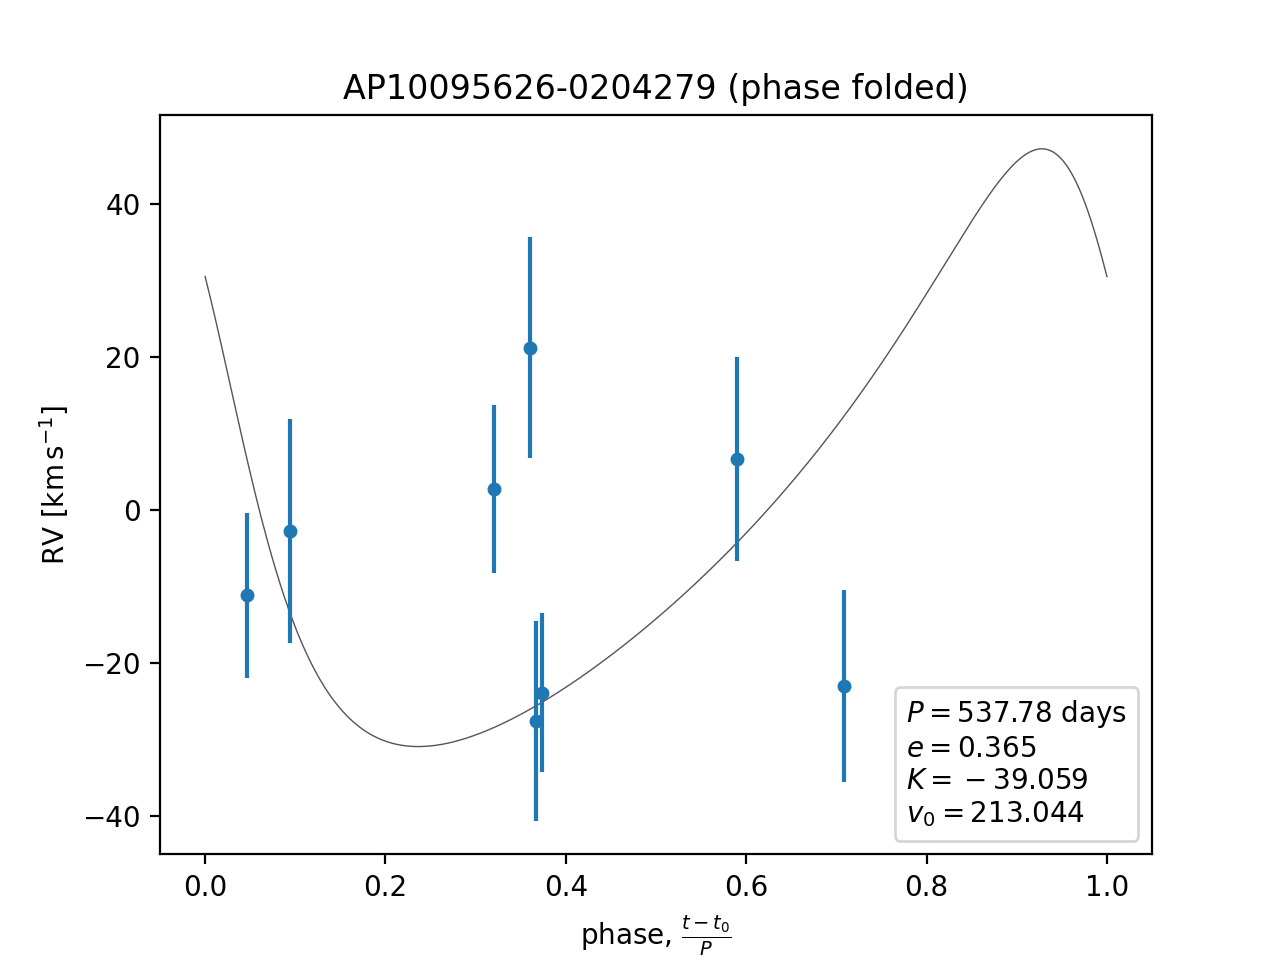 AP10095626-0204279 (phase folded)
RV [km s⁻¹]
40
20
0
−20
−40
0.0 0.2 0.4 0.6 0.8 1.0
phase, (t − t₀)/P
P = 537.78 days
e = 0.365
K = −39.059
v₀ = 213.044